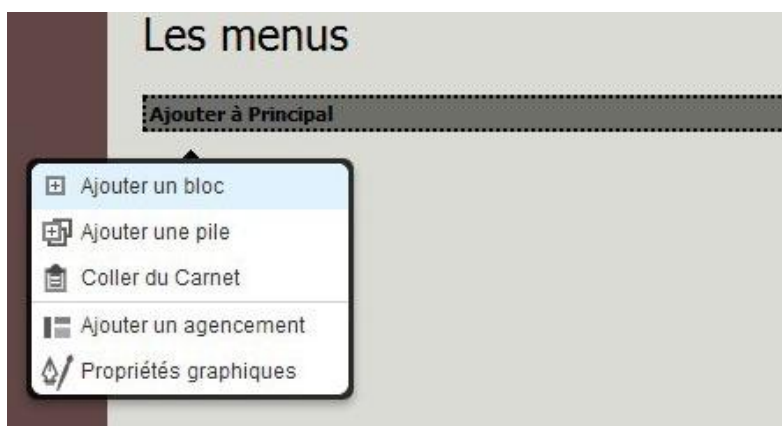 Les menus
Ajouter à Principal
Ajouter un bloc
Ajouter une pile
Coller du Carnet
Ajouter un agencement
Propriétés graphiques